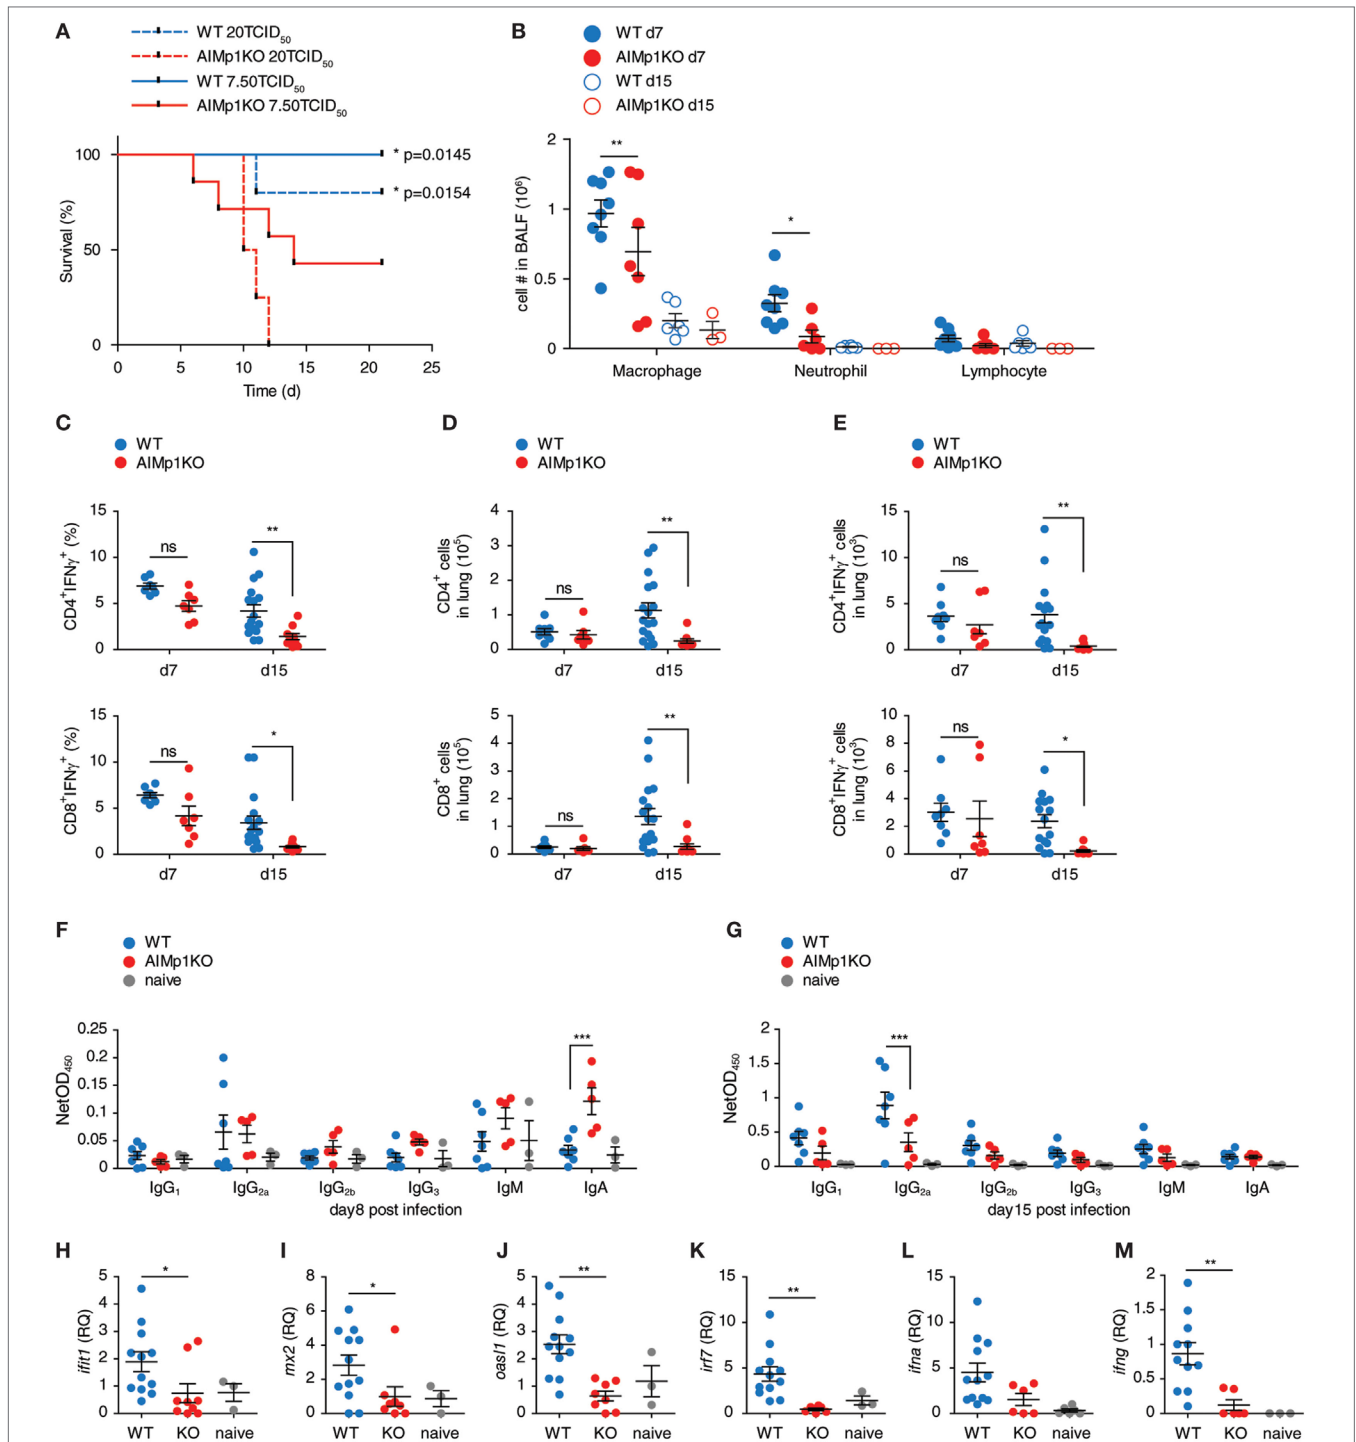 A
WT 20TCID50
AIMp1KO 20TCID50
WT 7.50TCID50
AIMp1KO 7.50TCID50
Survival (%)
100
50
0
* p=0.0145
* p=0.0154
0 5 10 15 20 25
Time (d)
B
WT d7
AIMp1KO d7
WT d15
AIMp1KO d15
cell # in BALF (10⁶)
2
1
0.5
0
**
*
Macrophage Neutrophil Lymphocyte
C
WT
AIMp1KO
CD4⁺IFNγ⁺ (%)
15
10
5
0
ns
**
d7 d15
CD8⁺IFNγ⁺ (%)
15
10
5
0
ns
*
d7 d15
D
WT
AIMp1KO
CD4⁺ cells
in lung (10⁵)
4
3
2
1
0
ns
**
d7 d15
CD8⁺ cells
in lung (10⁵)
5
4
3
2
1
0
ns
**
d7 d15
E
WT
AIMp1KO
CD4⁺IFNγ⁺ cells
in lung (10³)
15
10
5
0
ns
**
d7 d15
CD8⁺IFNγ⁺ cells
in lung (10³)
10
8
6
4
2
0
ns
*
d7 d15
F
WT
AIMp1KO
naive
NetOD450
0.25
0.2
0.15
0.1
0.05
0
***
IgG1 IgG2a IgG2b IgG3 IgM IgA
day8 post infection
G
WT
AIMp1KO
naive
NetOD450
2
1.5
1
0.5
0
***
IgG1 IgG2a IgG2b IgG3 IgM IgA
day15 post infection
H
ifit1 (RQ)
5
4
3
2
1
0
*
WT KO naive
I
mx2 (RQ)
8
6
4
2
0
*
WT KO naive
J
oasl1 (RQ)
5
4
3
2
1
0
**
WT KO naive
K
irf7 (RQ)
15
10
5
0
**
WT KO naive
L
ifna (RQ)
15
10
5
0
WT KO naive
M
ifng (RQ)
2
1.5
1
0.5
0
**
WT KO naive